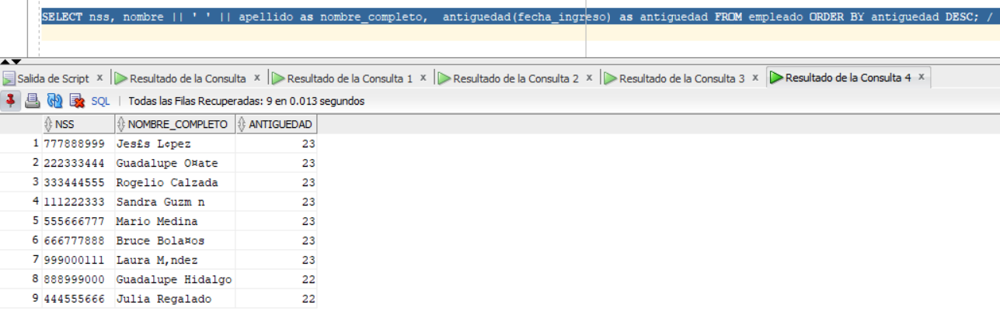 SELECT nss, nombre || ' ' || apellido as nombre_completo,  antiguedad(fecha_ingreso) as antiguedad FROM empleado ORDER BY antiguedad DESC; /
Salida de Script x Resultado de la Consulta x Resultado de la Consulta 1 x Resultado de la Consulta 2 x Resultado de la Consulta 3 x Resultado de la Consulta 4 x
SQL | Todas las Filas Recuperadas: 9 en 0.013 segundos
NSS NOMBRE_COMPLETO ANTIGUEDAD
1 777888999 Jes£s L¢pez 23
2 222333444 Guadalupe O¤ate 23
3 333444555 Rogelio Calzada 23
4 111222333 Sandra Guzm n 23
5 555666777 Mario Medina 23
6 666777888 Bruce Bola¤os 23
7 999000111 Laura M‚ndez 23
8 888999000 Guadalupe Hidalgo 22
9 444555666 Julia Regalado 22